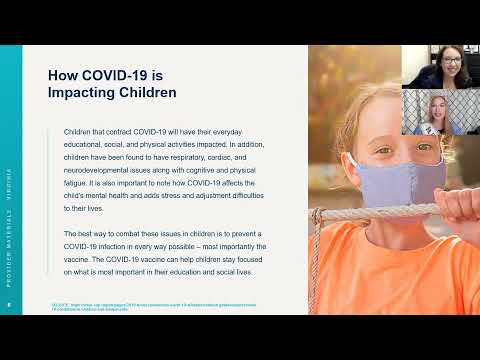 How COVID-19 is
Impacting Children
Children that contract COVID-19 will have their everyday
educational, social, and physical activities impacted. In addition,
children have been found to have respiratory, cardiac, and
neurodevelopmental issues along with cognitive and physical
fatigue. It is also important to note how COVID-19 affects the
child's mental health and adds stress and adjustment difficulties
to their lives.
The best way to combat these issues in children is to prevent a
COVID-19 infection in every way possible – most importantly the
vaccine. The COVID-19 vaccine can help children stay focused
on what is most important in their education and social lives.
PROVIDER MATERIALS VIRGINIA